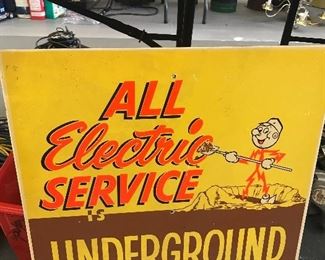 ALL
Electric
SERVICE
is
UNDERGROUND